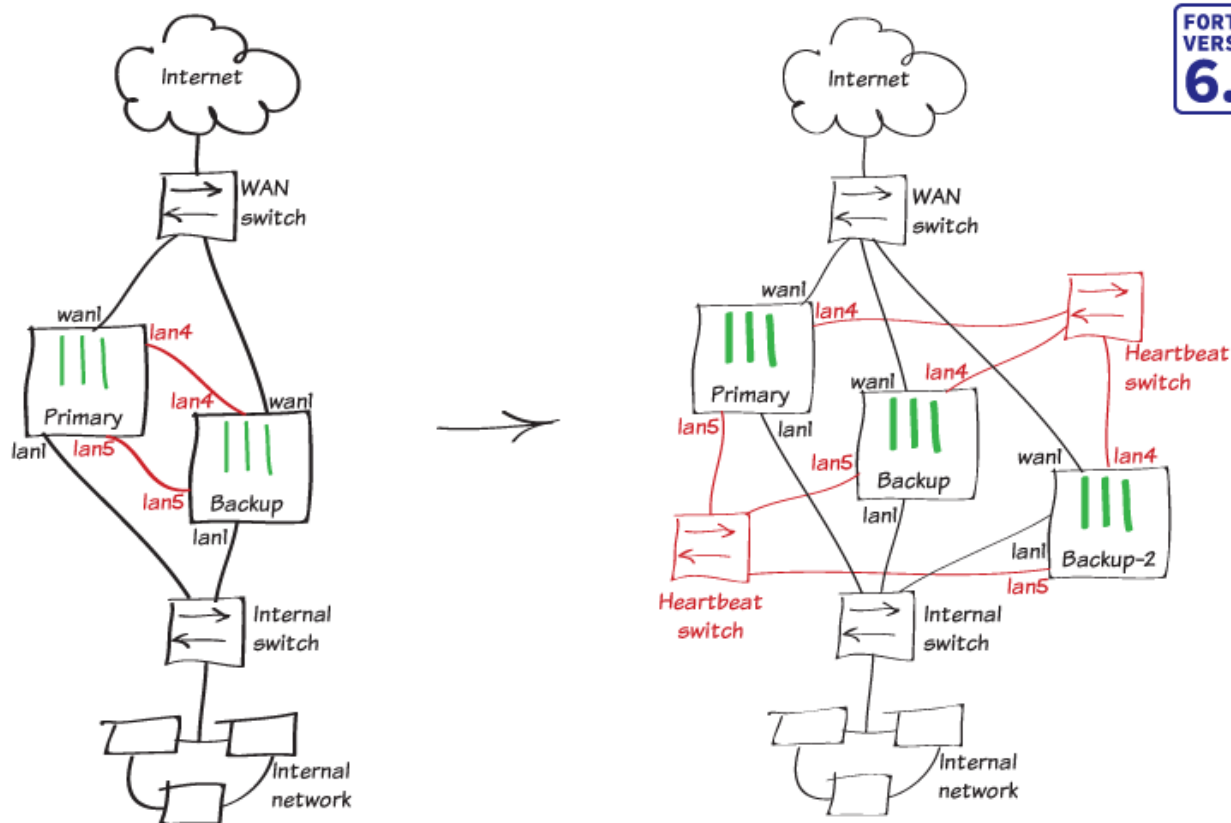 Internet
WAN
switch
wan1
lan4
Primary
lan4
wan1
lan1
lan5
lan5
Backup
lan1
Internal
switch
Internal
network
Internet
WAN
switch
wan1
lan4
Heartbeat
switch
Primary
wan1
lan4
lan5
lan1
lan5
Backup
wan1
lan4
lan1
lan1
Backup-2
lan5
Heartbeat
switch
Internal
switch
Internal
network
FORT
VERS
6.